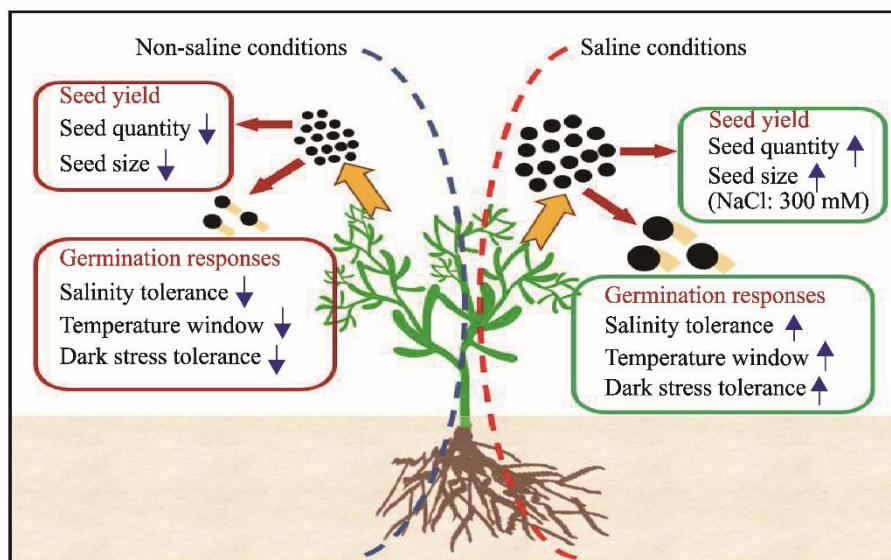 Non-saline conditions
Saline conditions
Seed yield
Seed quantity ↓
Seed size ↓
Germination responses
Salinity tolerance ↓
Temperature window ↓
Dark stress tolerance ↓
Seed yield
Seed quantity ↑
Seed size ↑
(NaCl: 300 mM)
Germination responses
Salinity tolerance ↑
Temperature window ↑
Dark stress tolerance ↑